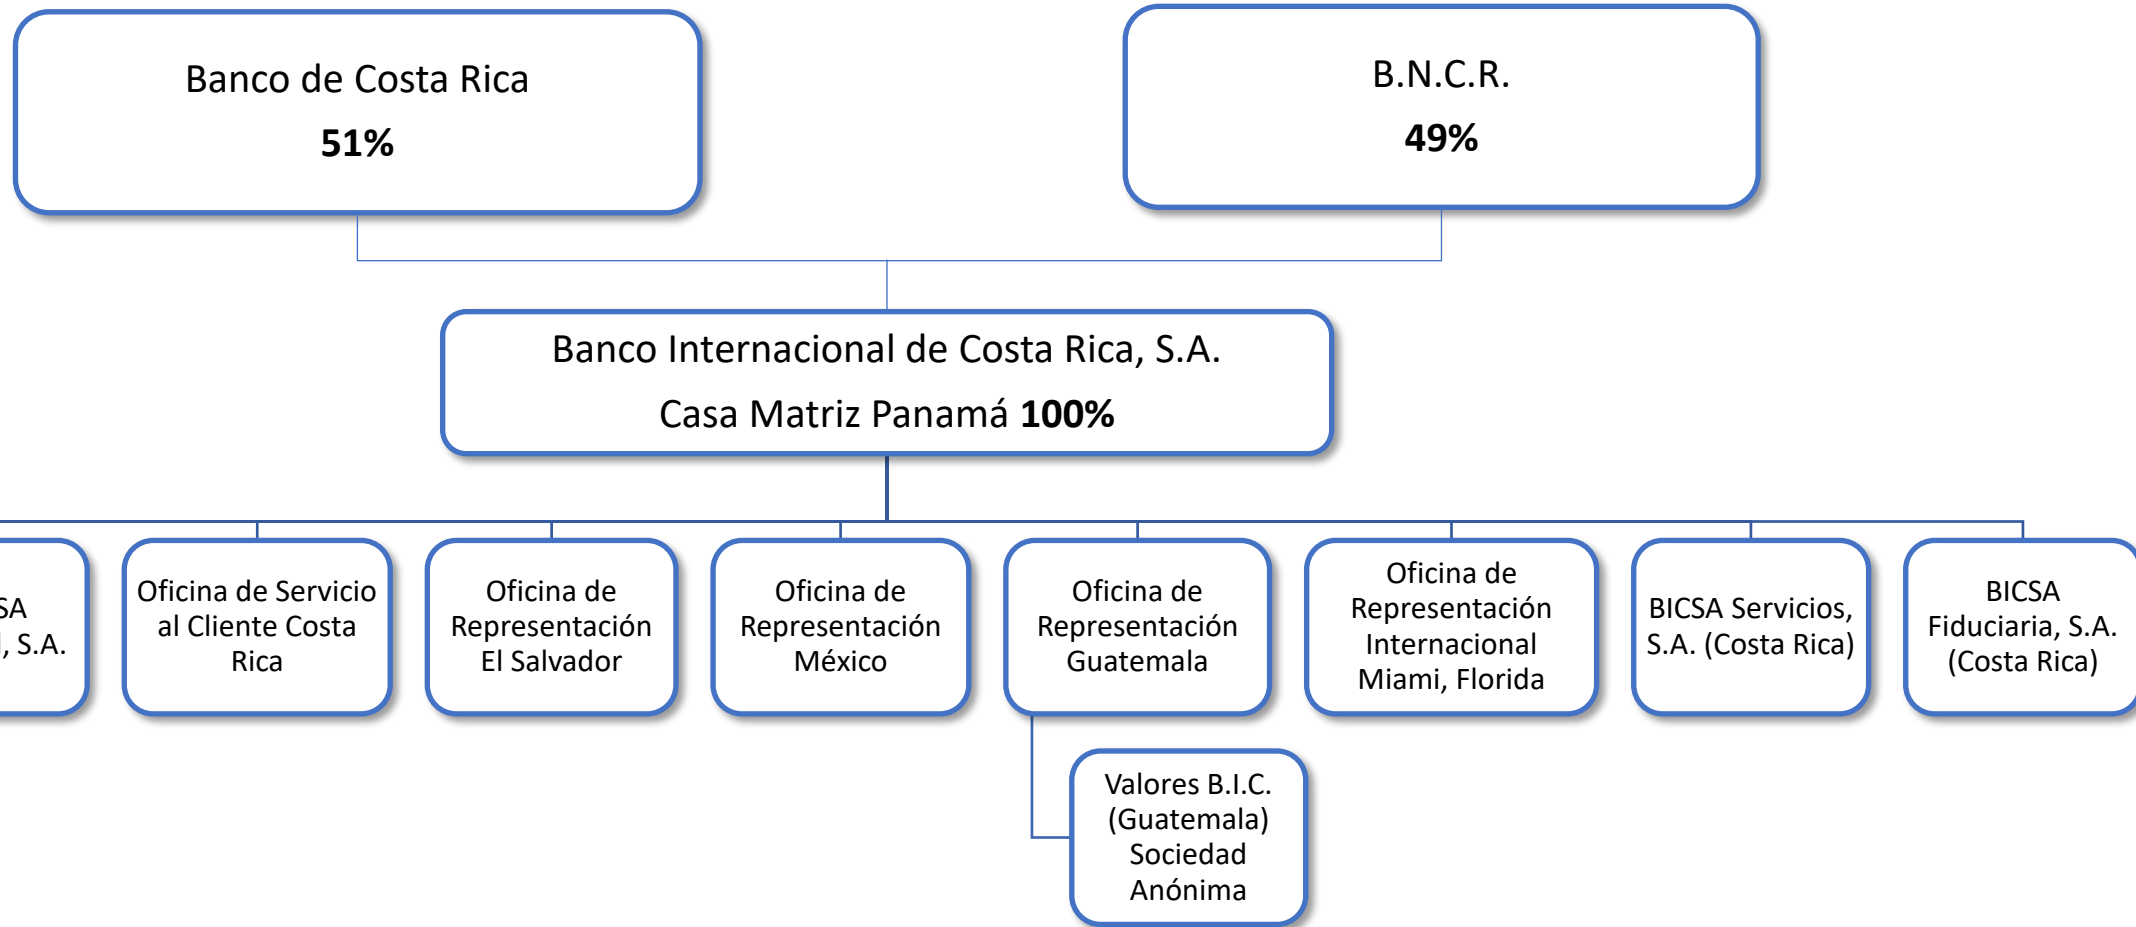 Banco de Costa Rica
51%
B.N.C.R.
49%
Banco Internacional de Costa Rica, S.A.
Casa Matriz Panamá 100%
S.A.
Oficina de Servicio
al Cliente Costa
Rica
Oficina de
Representación
El Salvador
Oficina de
Representación
México
Oficina de
Representación
Guatemala
Oficina de
Representación
Internacional
Miami, Florida
BICSA Servicios,
S.A. (Costa Rica)
BICSA
Fiduciaria, S.A.
(Costa Rica)
Valores B.I.C.
(Guatemala)
Sociedad
Anónima